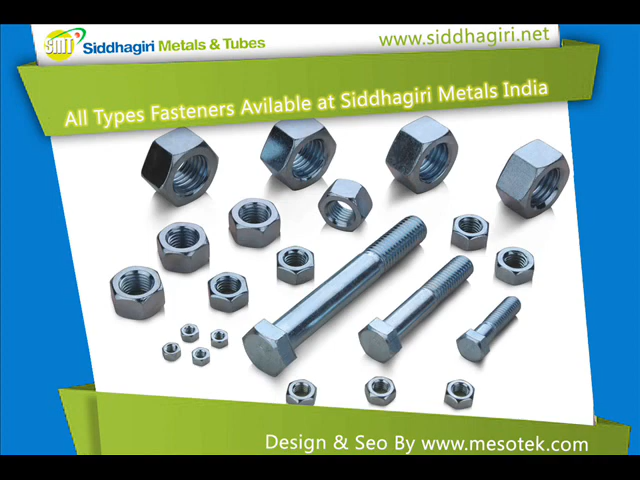 SMT Siddhagiri Metals & Tubes
www.siddhagiri.net
All Types Fasteners Avilable at Siddhagiri Metals India
Design & Seo By www.mesotek.com